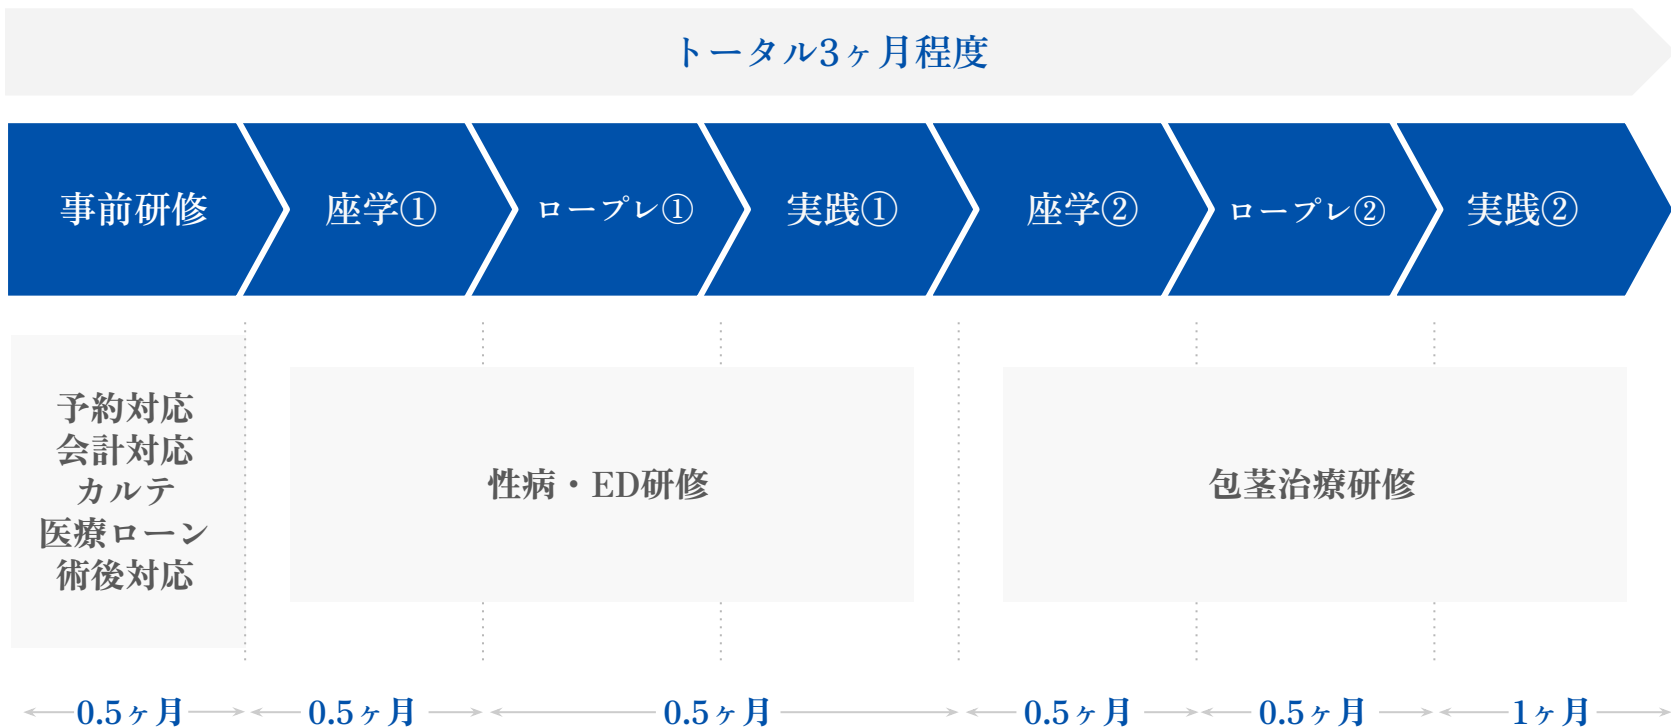 トータル3ヶ月程度
事前研修
座学①
ロープレ①
実践①
座学②
ロープレ②
実践②
予約対応
会計対応
カルテ
医療ローン
術後対応
性病・ED研修
包茎治療研修
0.5ヶ月
0.5ヶ月
0.5ヶ月
0.5ヶ月
0.5ヶ月
1ヶ月